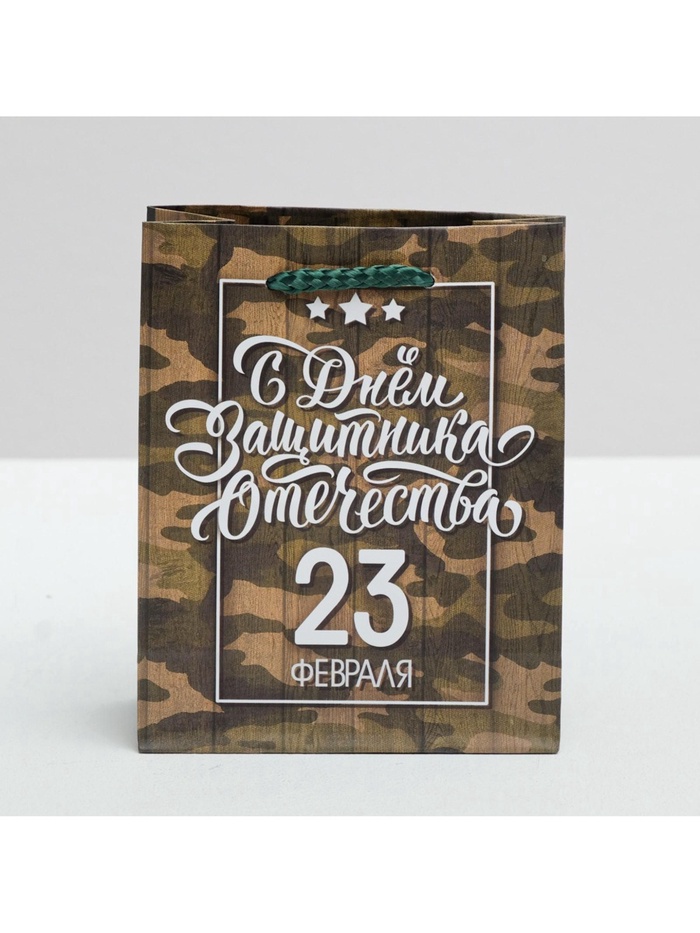 С Днём
Защитника
Отечества
23
ФЕВРАЛЯ